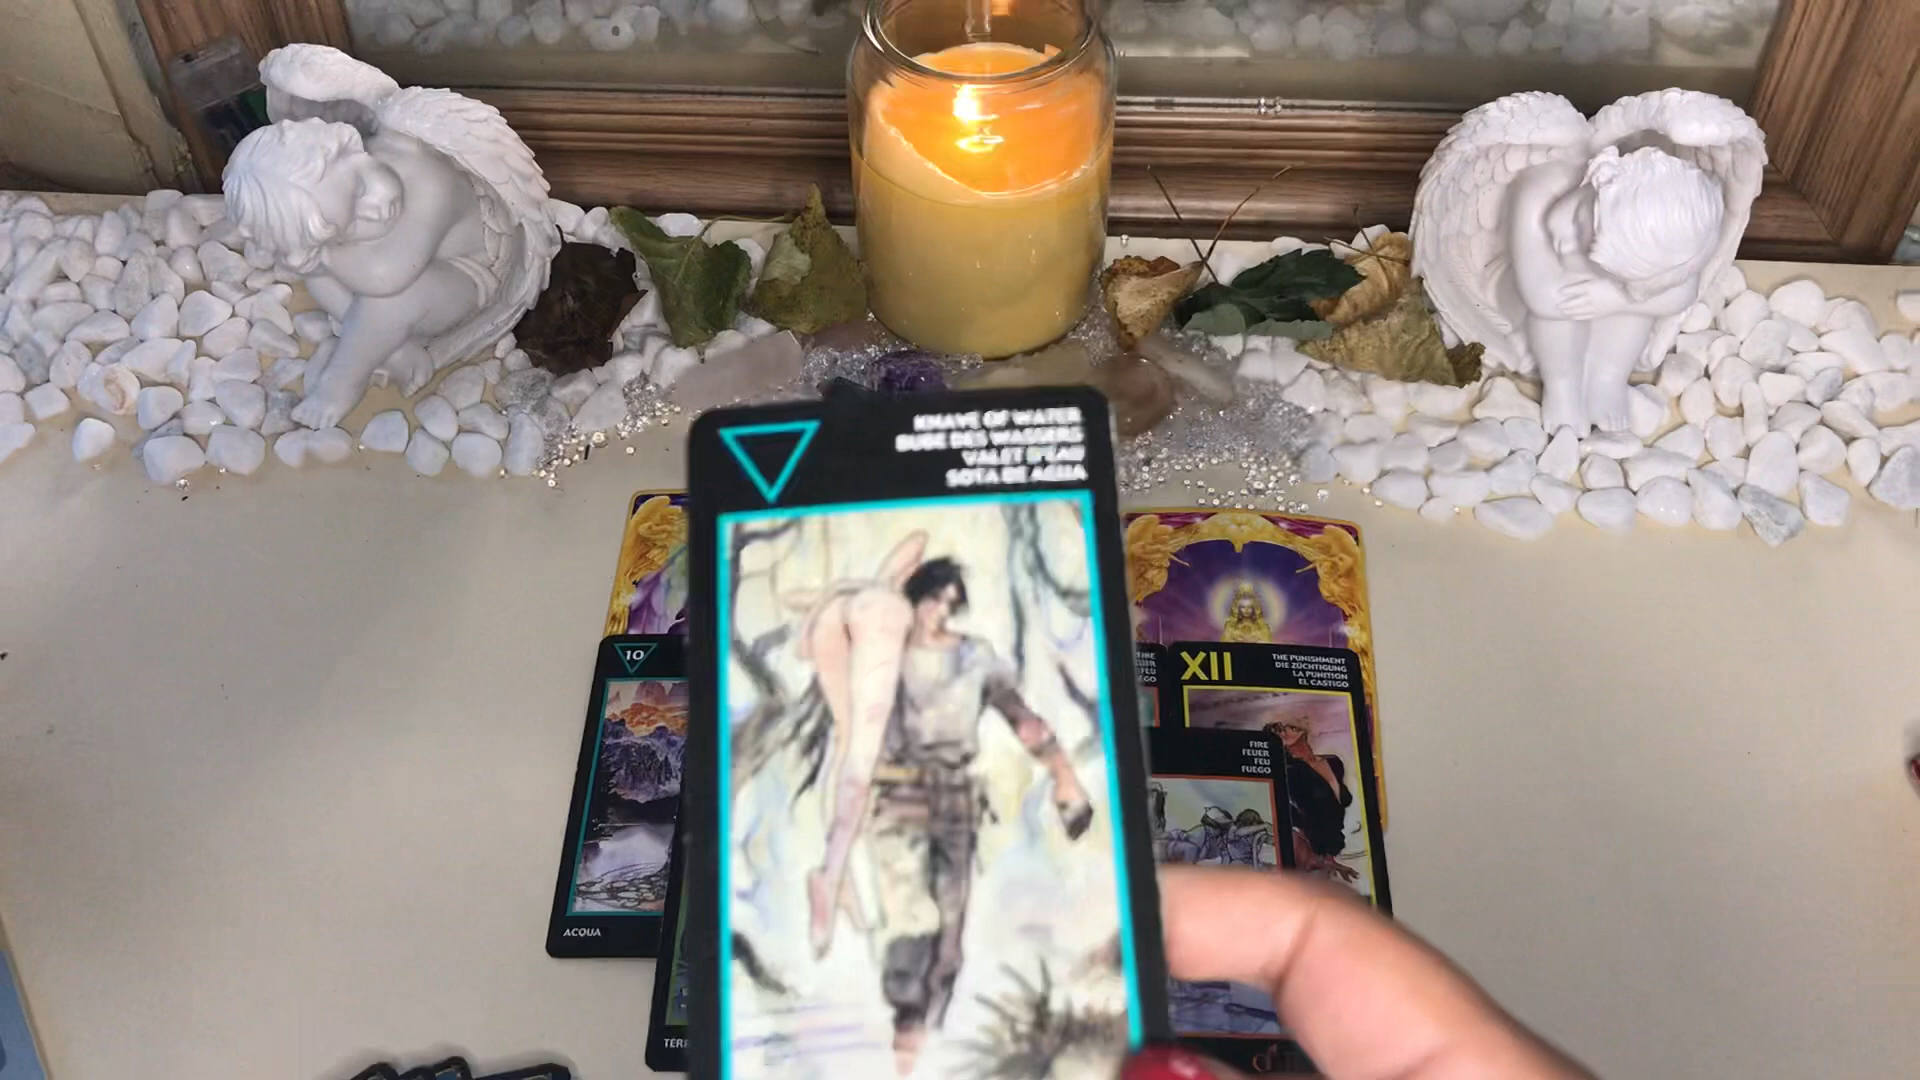 KNAVE OF WATER
BUBE DES WASSERS
VALET D'EAU
SOTA DE AGUA
10
ACQUA
XII
THE PUNISHMENT
DIE ZÜCHTIGUNG
LA PUNITION
EL CASTIGO
FIRE
FEUER
FEU
FUEGO